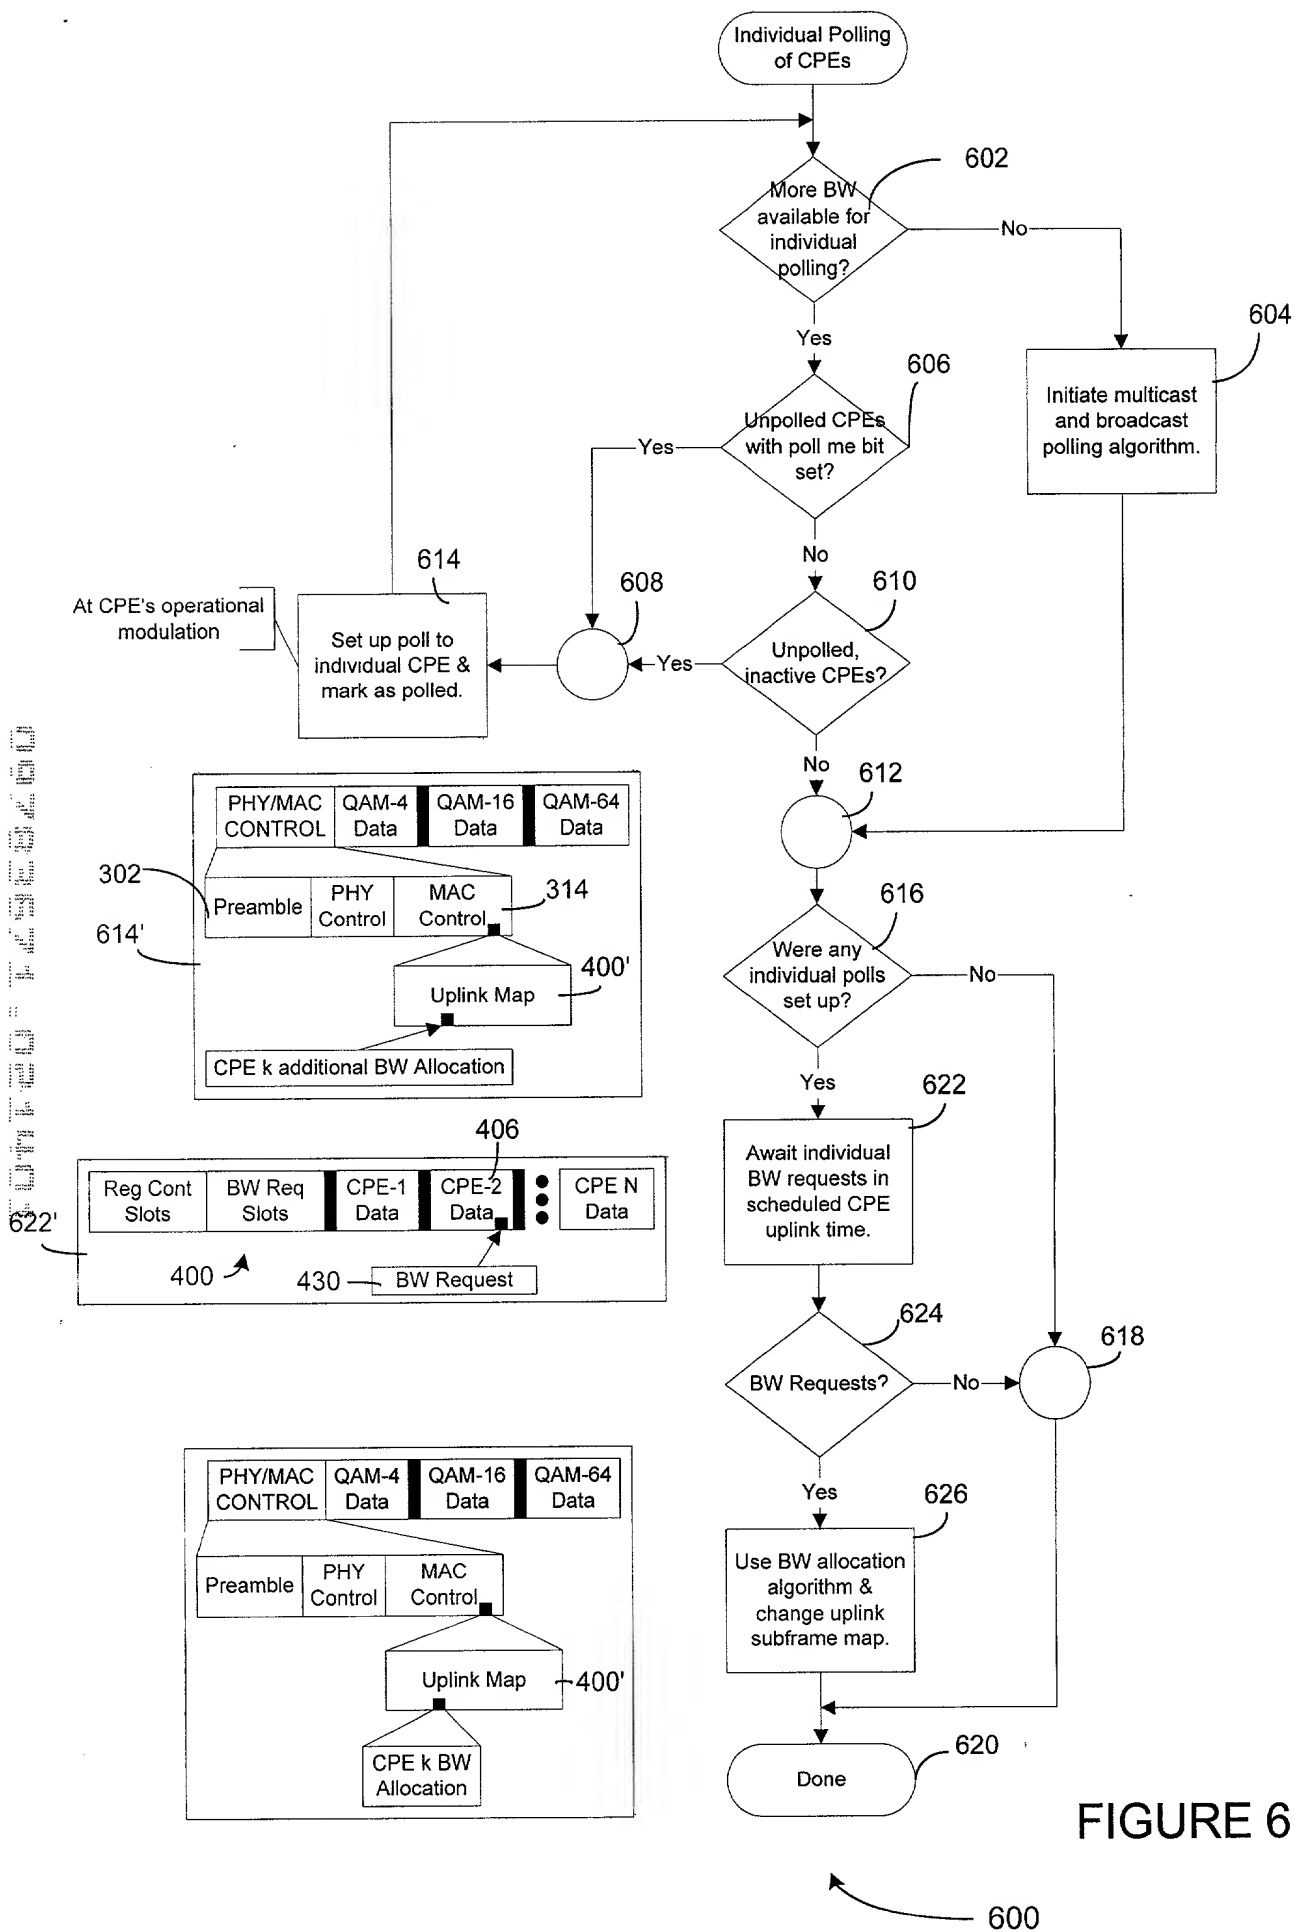 Individual Polling
of CPEs
602
More BW
available for
individual
polling?
No
Yes
604
Initiate multicast
and broadcast
polling algorithm.
606
Unpolled CPEs
with poll me bit
set?
Yes
No
614
608
610
At CPE's operational
modulation
Set up poll to
individual CPE &
mark as polled.
Unpolled,
inactive CPEs?
Yes
No
612
PHY/MAC
CONTROL
QAM-4
Data
QAM-16
Data
QAM-64
Data
302
Preamble
PHY
Control
MAC
Control
314
614'
Uplink Map
400'
CPE k additional BW Allocation
616
Were any
individual polls
set up?
No
Yes
622
Await individual
BW requests in
scheduled CPE
uplink time.
406
Reg Cont
Slots
BW Req
Slots
CPE-1
Data
CPE-2
Data
CPE N
Data
622'
400
430
BW Request
624
BW Requests?
No
618
Yes
626
Use BW allocation
algorithm &
change uplink
subframe map.
PHY/MAC
CONTROL
QAM-4
Data
QAM-16
Data
QAM-64
Data
Preamble
PHY
Control
MAC
Control
Uplink Map
400'
CPE k BW
Allocation
620
Done
FIGURE 6
600